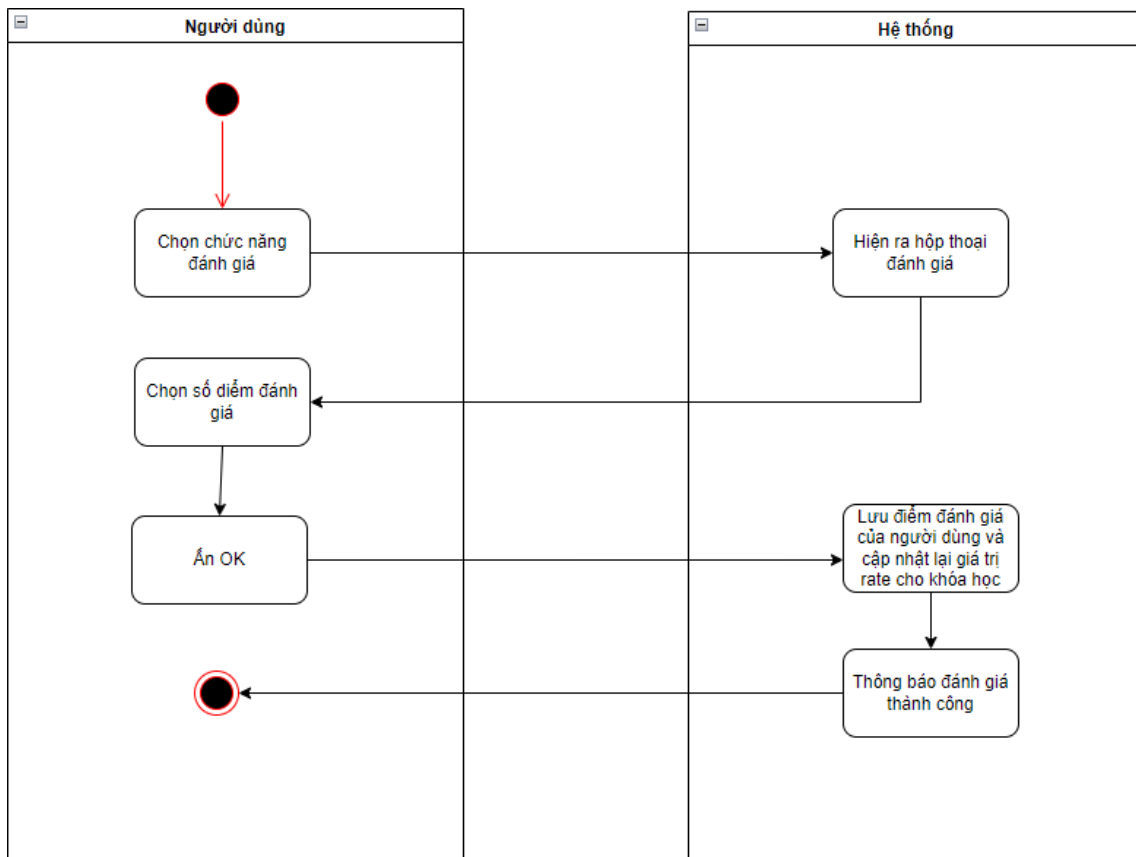 Người dùng
Hệ thống
Chọn chức năng
đánh giá
Hiện ra hộp thoại
đánh giá
Chọn số diểm đánh
giá
Ấn OK
Lưu điểm đánh giá
của người dùng và
cập nhật lại giá trị
rate cho khóa học
Thông báo đánh giá
thành công